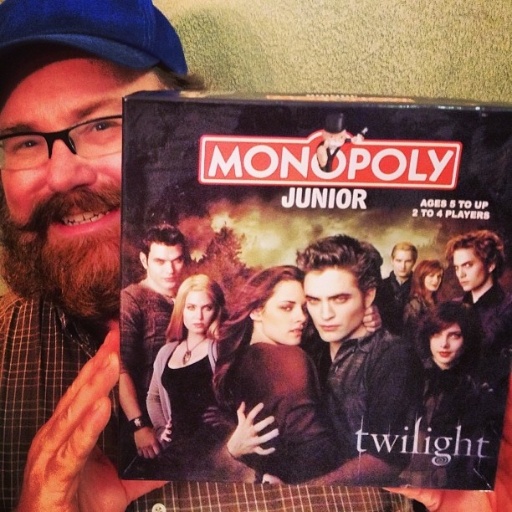 MONOPOLY
JUNIOR
AGES 5 TO UP
2 TO 4 PLAYERS
twilight